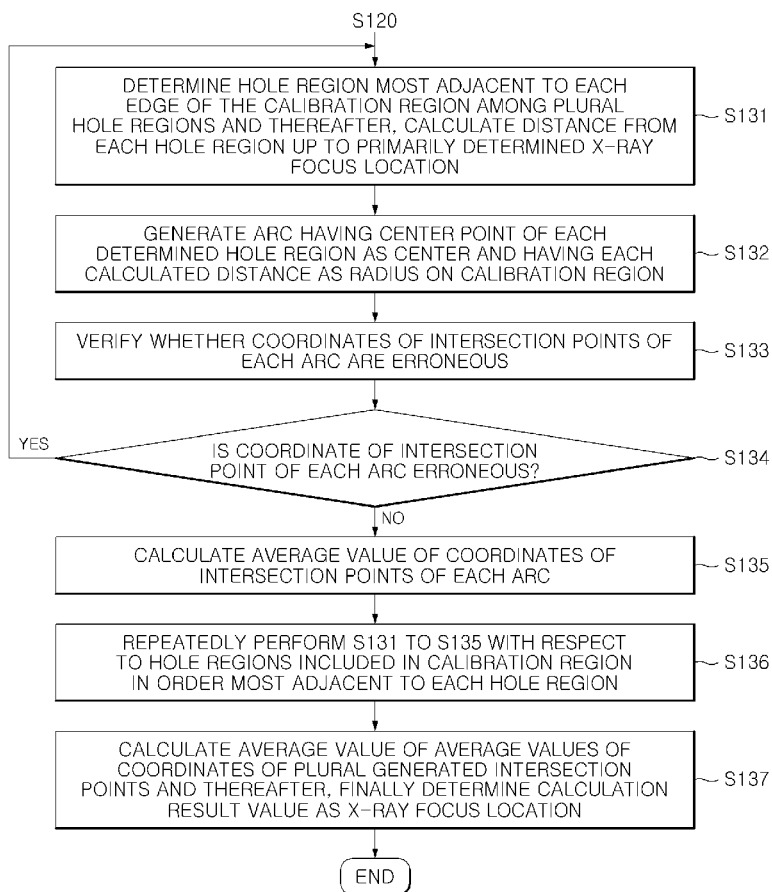 S120
DETERMINE HOLE REGION MOST ADJACENT TO EACH
EDGE OF THE CALIBRATION REGION AMONG PLURAL
HOLE REGIONS AND THEREAFTER, CALCULATE DISTANCE FROM
EACH HOLE REGION UP TO PRIMARILY DETERMINED X-RAY
FOCUS LOCATION
S131
GENERATE ARC HAVING CENTER POINT OF EACH
DETERMINED HOLE REGION AS CENTER AND HAVING EACH
CALCULATED DISTANCE AS RADIUS ON CALIBRATION REGION
S132
VERIFY WHETHER COORDINATES OF INTERSECTION POINTS OF
EACH ARC ARE ERRONEOUS
S133
YES
IS COORDINATE OF INTERSECTION
POINT OF EACH ARC ERRONEOUS?
S134
NO
CALCULATE AVERAGE VALUE OF COORDINATES OF
INTERSECTION POINTS OF EACH ARC
S135
REPEATEDLY PERFORM S131 TO S135 WITH RESPECT
TO HOLE REGIONS INCLUDED IN CALIBRATION REGION
IN ORDER MOST ADJACENT TO EACH HOLE REGION
S136
CALCULATE AVERAGE VALUE OF AVERAGE VALUES OF
COORDINATES OF PLURAL GENERATED INTERSECTION
POINTS AND THEREAFTER, FINALLY DETERMINE CALCULATION
RESULT VALUE AS X-RAY FOCUS LOCATION
S137
END